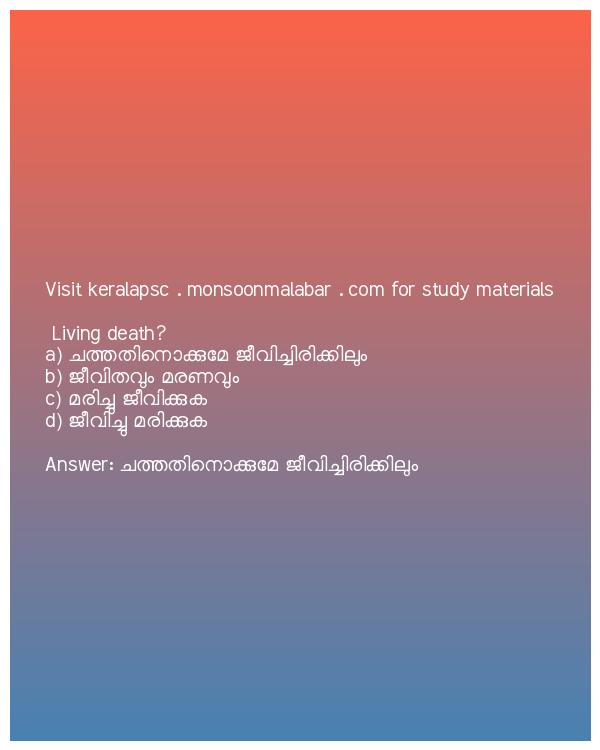 Visit keralapsc . monsoonmalabar . com for study materials
Living death?
a) ചത്തതിനൊക്കുമേ ജീവിച്ചിരിക്കിലും
b) ജീവിതവും മരണവും
c) മരിച്ചു ജീവിക്കുക
d) ജീവിച്ചു മരിക്കുക
Answer: ചത്തതിനൊക്കുമേ ജീവിച്ചിരിക്കിലും